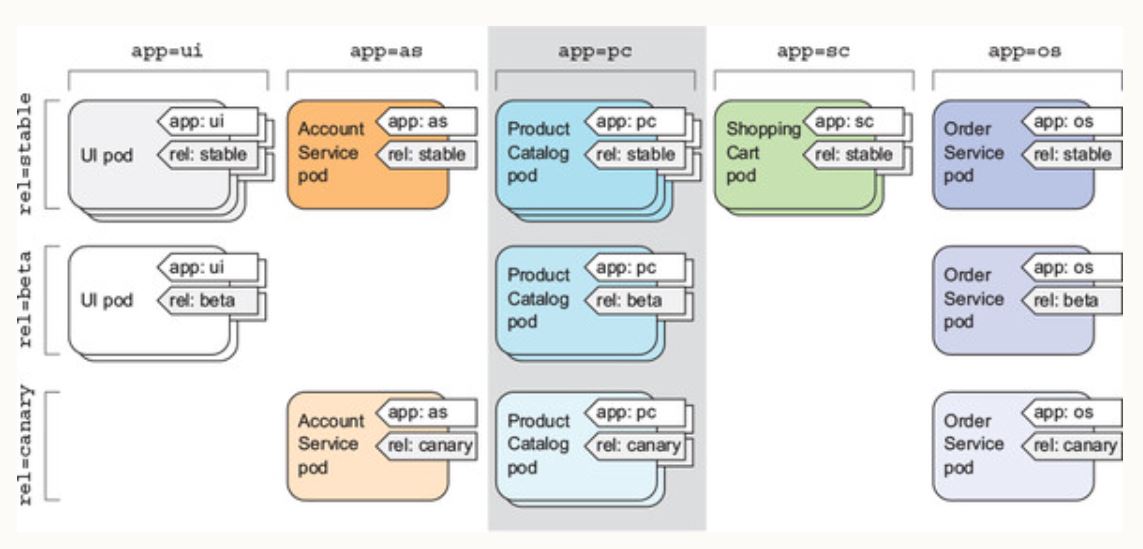 app=ui
app=as
app=pc
app=sc
app=os
rel=stable
UI pod
app: ui
rel: stable
Account
Service
pod
app: as
rel: stable
Product
Catalog
pod
app: pc
rel: stable
Shopping
Cart
pod
app: sc
rel: stable
Order
Service
pod
app: os
rel: stable
rel=beta
UI pod
app: ui
rel: beta
Product
Catalog
pod
app: pc
rel: beta
Order
Service
pod
app: os
rel: beta
rel=canary
Account
Service
pod
app: as
rel: canary
Product
Catalog
pod
app: pc
rel: canary
Order
Service
pod
app: os
rel: canary